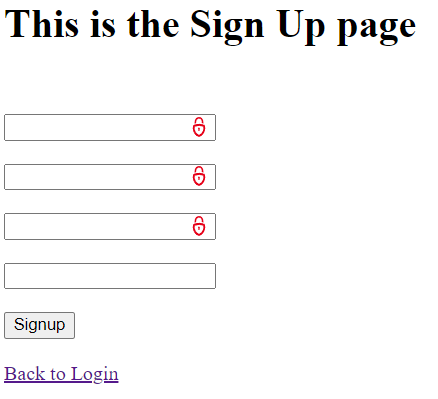 This is the Sign Up page
Signup
Back to Login